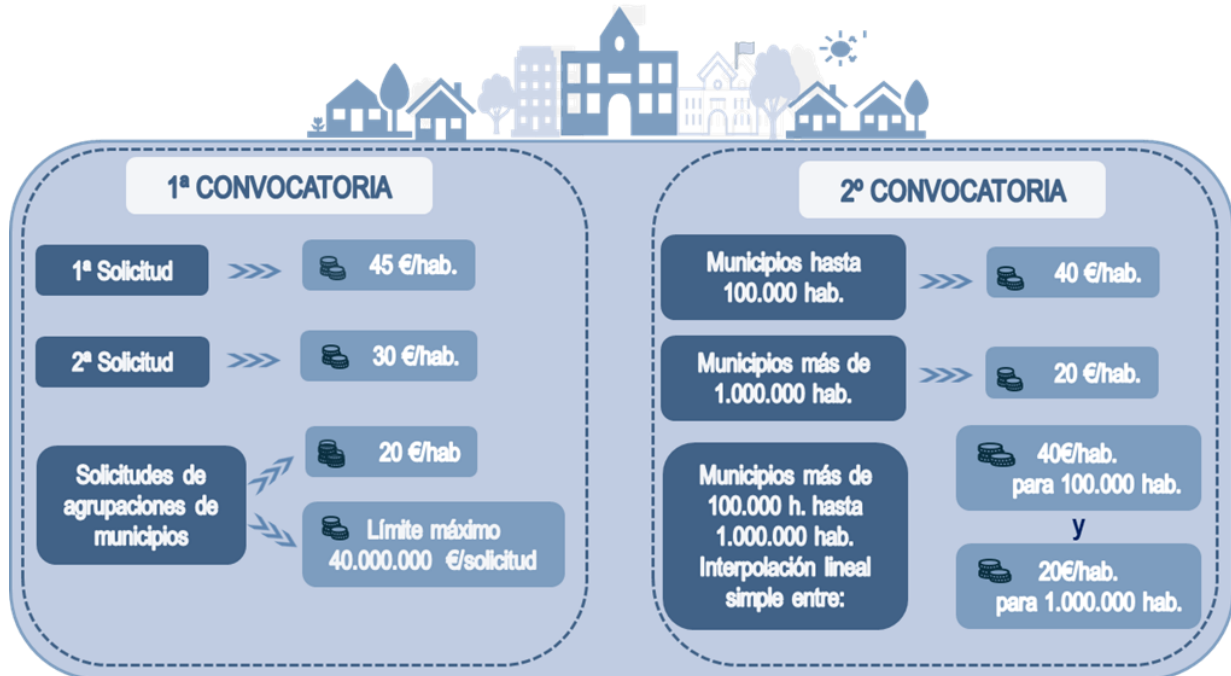 1ª CONVOCATORIA
1ª Solicitud
45 €/hab.
2ª Solicitud
30 €/hab.
Solicitudes de
agrupaciones de
municipios
20 €/hab
Límite máximo
40.000.000 €/solicitud
2º CONVOCATORIA
Municipios hasta
100.000 hab.
40 €/hab.
Municipios más de
1.000.000 hab.
20 €/hab.
Municipios más de
100.000 h. hasta
1.000.000 hab.
Interpolación lineal
simple entre:
40€/hab.
para 100.000 hab.
y
20€/hab.
para 1.000.000 hab.